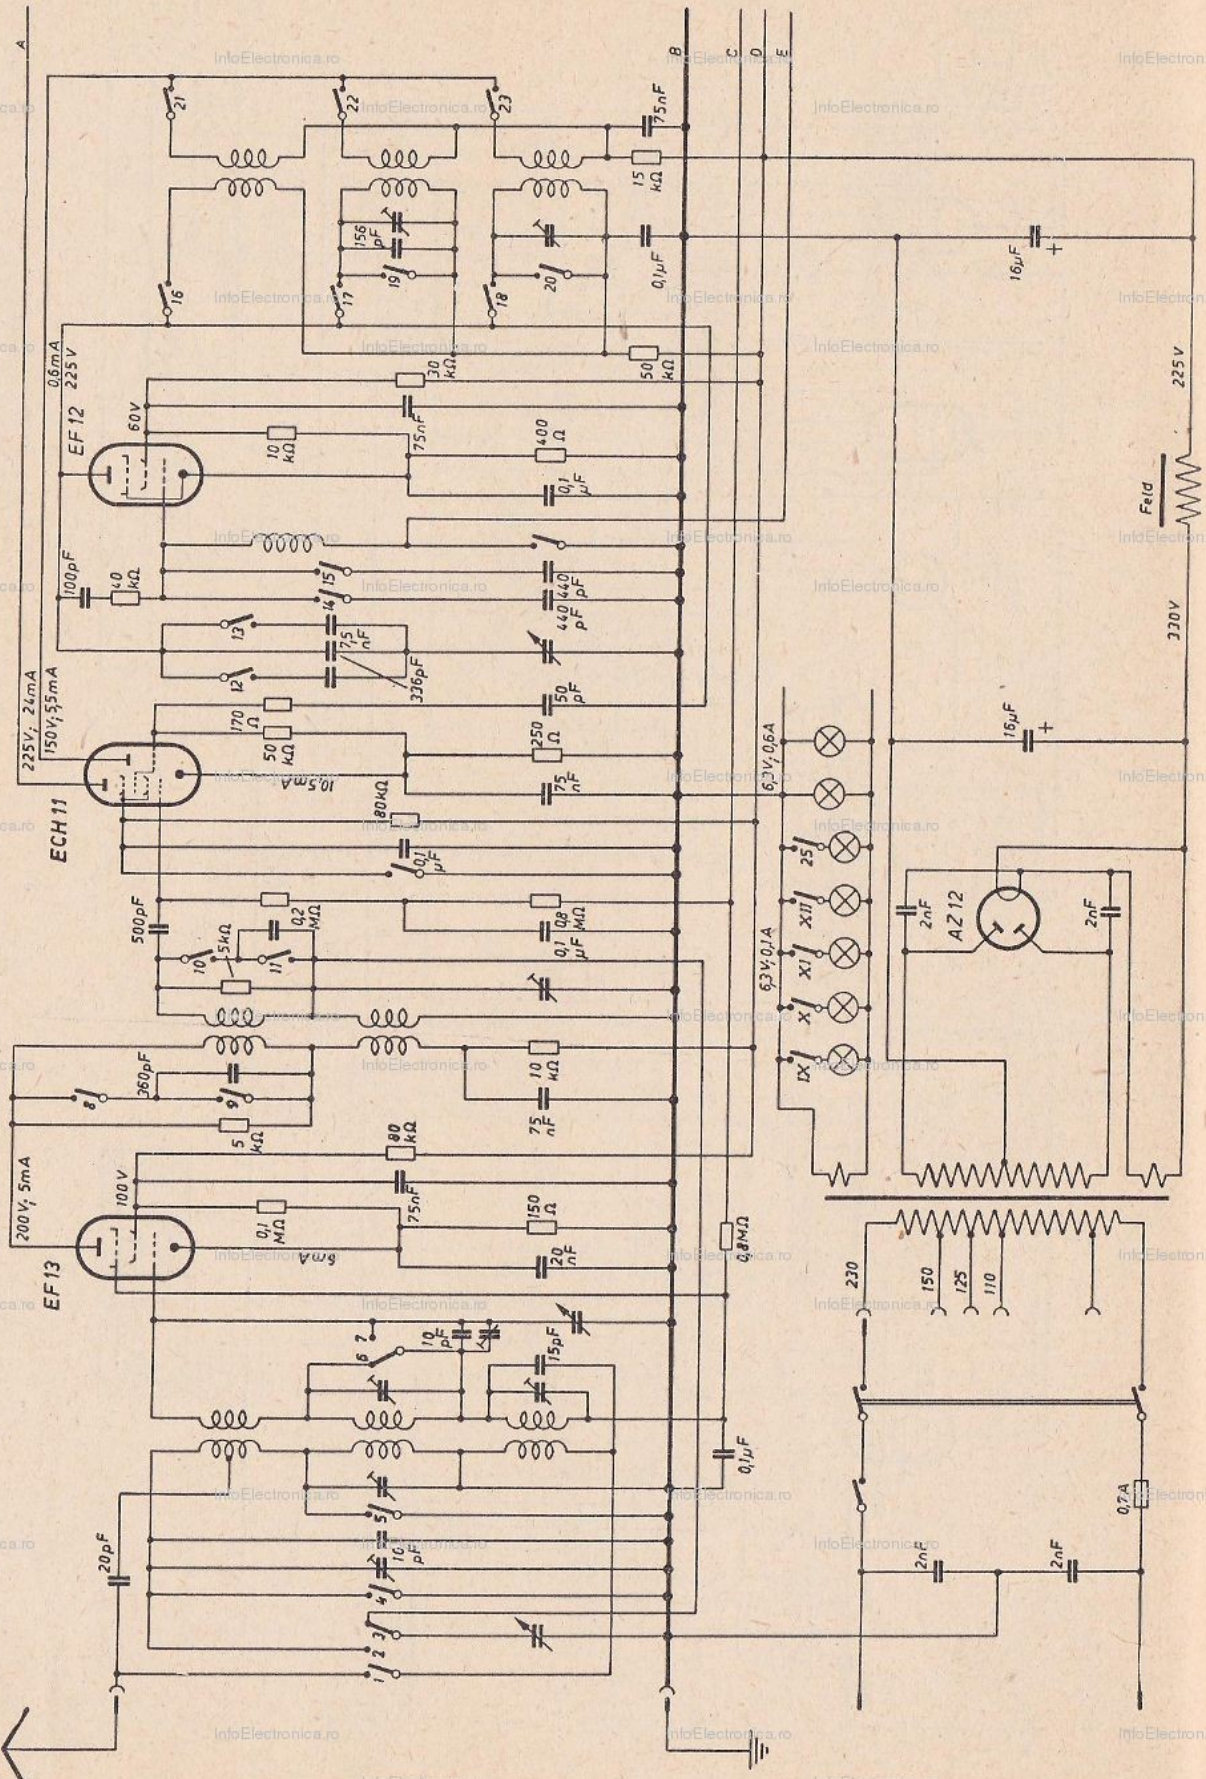 A
B
C
D
E
21
22
23
75nF
15
kΩ
156
pF
16
17
18
19
20
0,1µF
16µF
+
0,6mA
225V
EF 12
60V
30
kΩ
50
kΩ
225V
10
kΩ
75nF
400
Ω
0,1
µF
Feld
100pF
40
kΩ
15
14
13
12
7,5
nF
336pF
440
pF
440
pF
330V
225V; 24mA
150V; 5,5mA
ECH 11
170
Ω
50
kΩ
50
pF
250
Ω
10,5mA
75
nF
80kΩ
0,1
µF
6,3V; 0,6A
16µF
+
25
XII
XI
X
IX
6,3V; 0,1A
2nF
AZ 12
2nF
500pF
0,2
MΩ
0,8
MΩ
0,1
µF
10
5kΩ
11
8
360pF
9
5
kΩ
10
kΩ
75
nF
200V; 5mA
EF 13
100V
80
kΩ
75nF
0,1
MΩ
150
Ω
6mA
20
nF
0,8MΩ
230
150
125
110
7
6
10
pF
15pF
0,1µF
5
10
pF
4
3
2
1
20pF
0,7A
2nF
2nF
InfoElectronica.ro